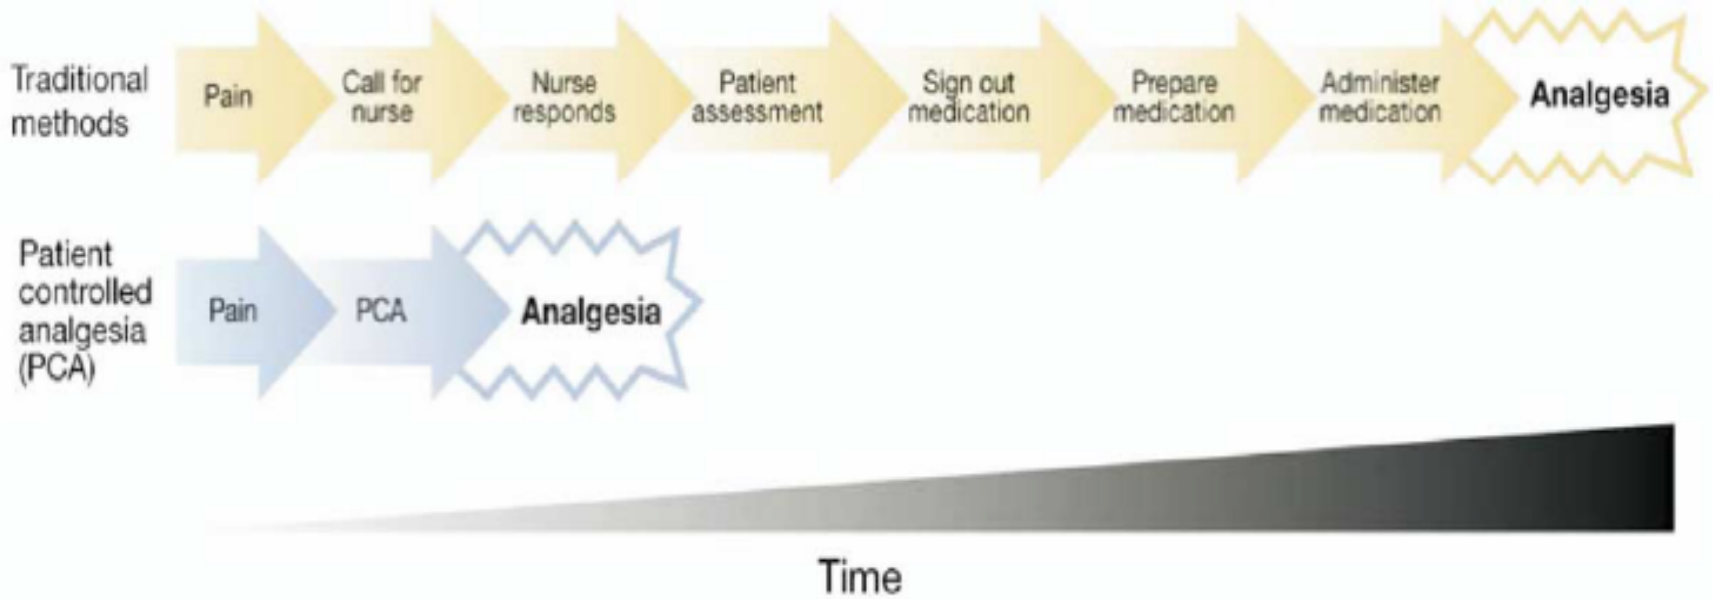 Traditional
methods
Pain
Call for
nurse
Nurse
responds
Patient
assessment
Sign out
medication
Prepare
medication
Administer
medication
Analgesia
Patient
controlled
analgesia
(PCA)
Pain
PCA
Analgesia
Time